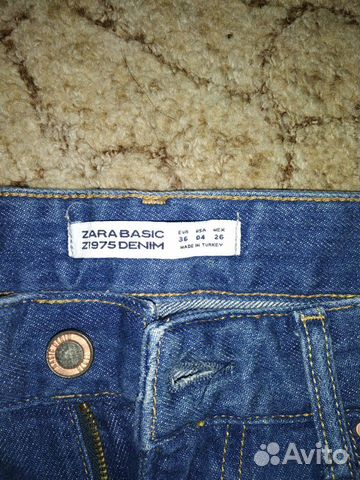 ZARA BASIC
Z1975 DENIM
EUR USA MEX
36 04 26
MADE IN TURKEY
Avito